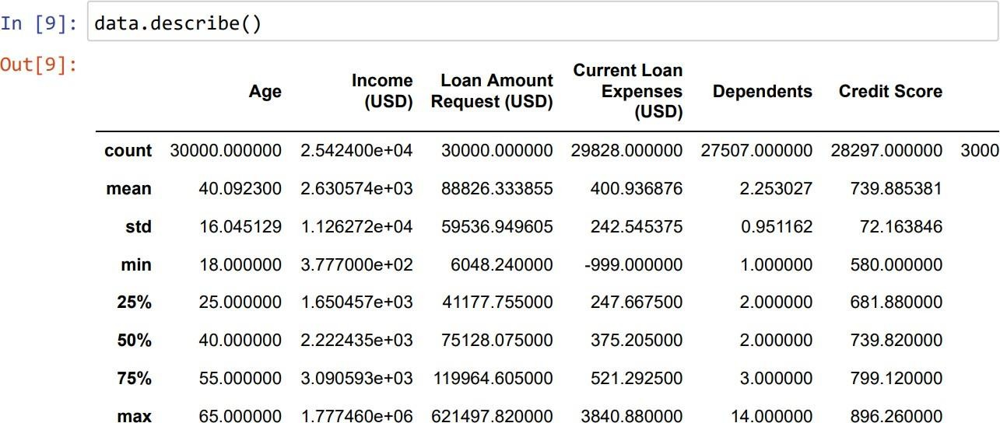 In [9]: data.describe()
Out[9]:
Age Income (USD) Loan Amount Request (USD) Current Loan Expenses (USD) Dependents Credit Score
count 30000.000000 2.542400e+04 30000.000000 29828.000000 27507.000000 28297.000000 3000
mean 40.092300 2.630574e+03 88826.333855 400.936876 2.253027 739.885381
std 16.045129 1.126272e+04 59536.949605 242.545375 0.951162 72.163846
min 18.000000 3.777000e+02 6048.240000 -999.000000 1.000000 580.000000
25% 25.000000 1.650457e+03 41177.755000 247.667500 2.000000 681.880000
50% 40.000000 2.222435e+03 75128.075000 375.205000 2.000000 739.820000
75% 55.000000 3.090593e+03 119964.605000 521.292500 3.000000 799.120000
max 65.000000 1.777460e+06 621497.820000 3840.880000 14.000000 896.260000